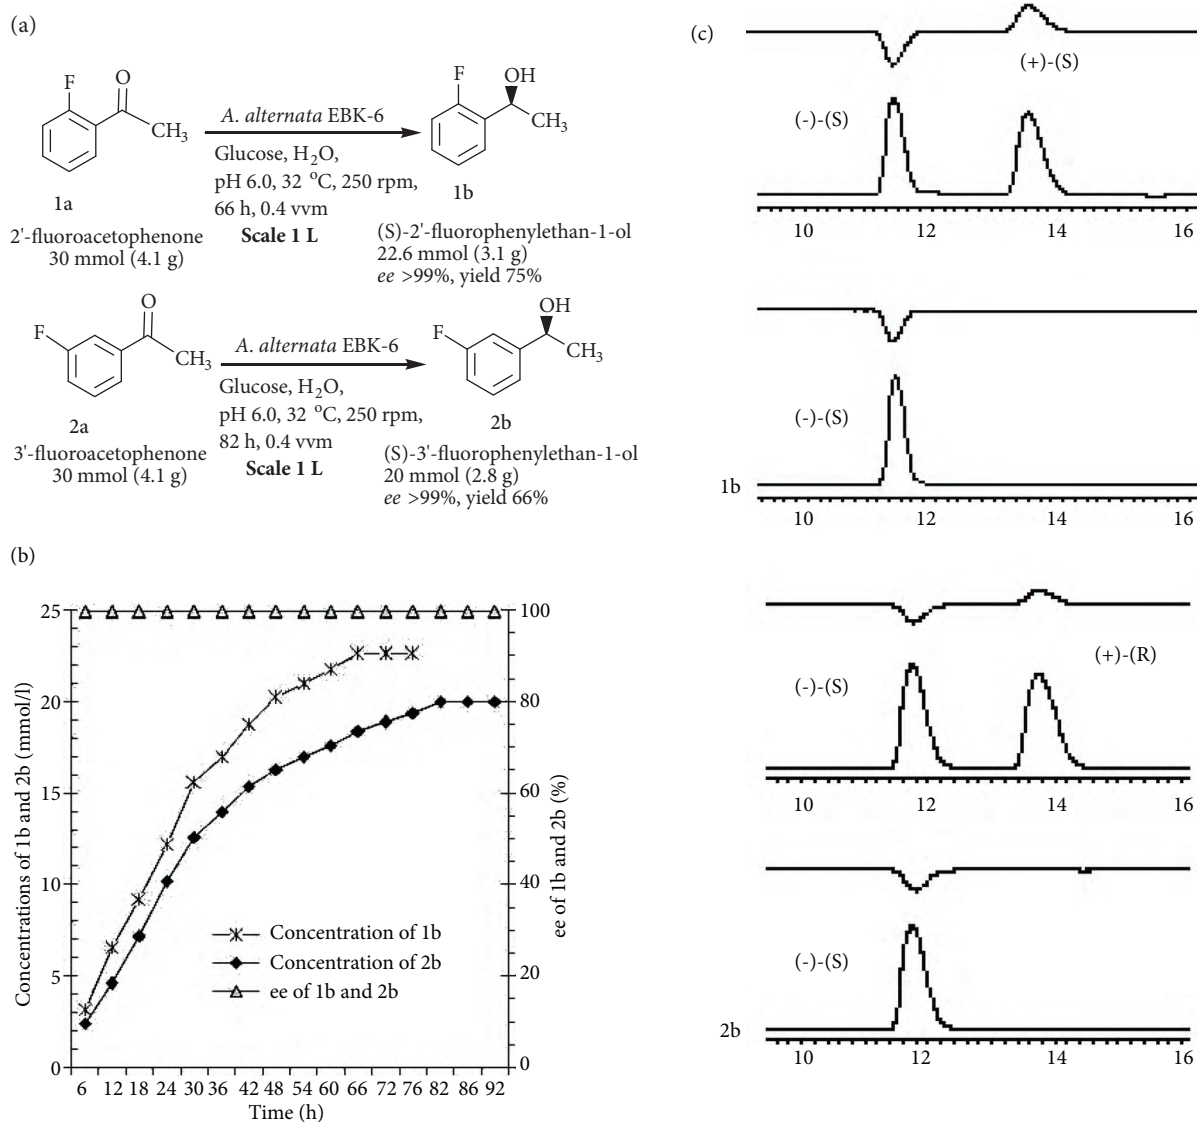 (a)
F
O
CH3
1a
2'-fluoroacetophenone
30 mmol (4.1 g)
A. alternata EBK-6
Glucose, H2O,
pH 6.0, 32 °C, 250 rpm,
66 h, 0.4 vvm
Scale 1 L
F
OH
CH3
1b
(S)-2'-fluorophenylethan-1-ol
22.6 mmol (3.1 g)
ee >99%, yield 75%
F
O
CH3
2a
3'-fluoroacetophenone
30 mmol (4.1 g)
A. alternata EBK-6
Glucose, H2O,
pH 6.0, 32 °C, 250 rpm,
82 h, 0.4 vvm
Scale 1 L
F
OH
CH3
2b
(S)-3'-fluorophenylethan-1-ol
20 mmol (2.8 g)
ee >99%, yield 66%
(b)
Concentrations of 1b and 2b (mmol/l)
25
20
15
10
5
0
100
80
60
40
20
0
ee of 1b and 2b (%)
Concentration of 1b
Concentration of 2b
ee of 1b and 2b
6 12 18 24 30 36 42 48 54 60 66 72 76 82 86 92
Time (h)
(c)
(+)-(S)
(-)-(S)
10 12 14 16
(-)-(S)
1b
10 12 14 16
(+)-(R)
(-)-(S)
10 12 14 16
(-)-(S)
2b
10 12 14 16